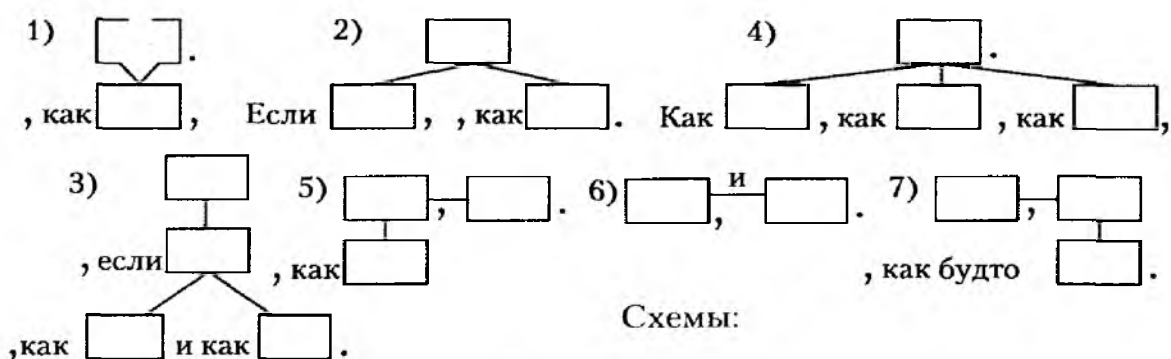 1) . 2) 4) .
, как , Если , , как . Как , как , как ,
3) 5) , . 6) , и . 7) ,
, если , как , как будто .
Схемы:
,как и как .